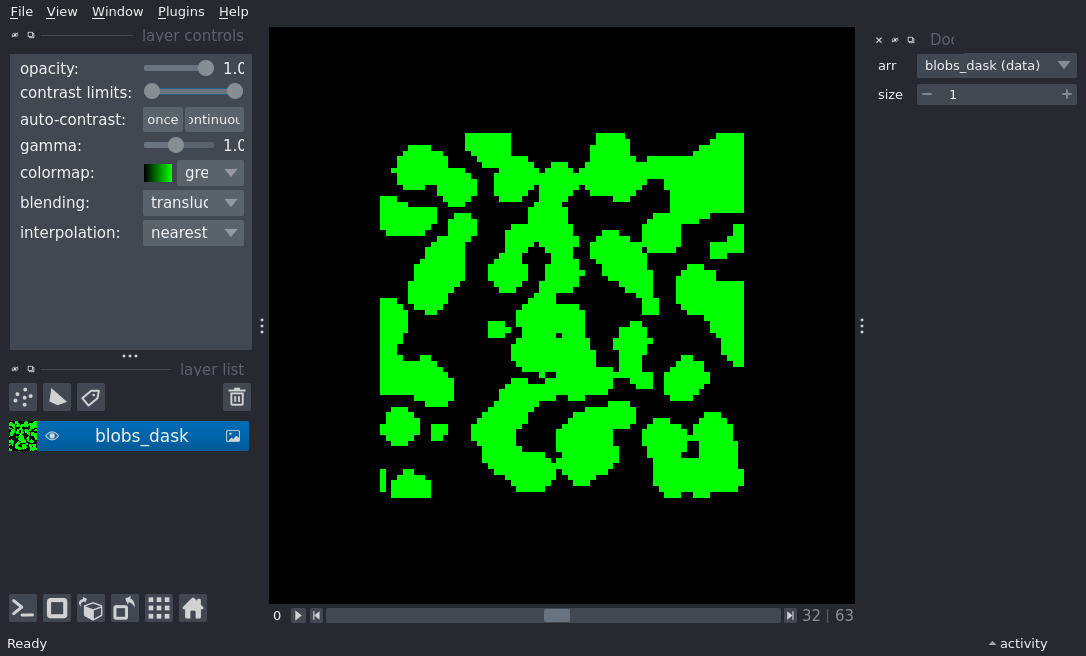 File View Window Plugins Help
layer controls
opacity: 1.0
contrast limits:
auto-contrast: once ontinuou
gamma: 1.0
colormap: gre
blending: transluc
interpolation: nearest
layer list
blobs_dask
0 32 | 63
Ready
Doc
arr blobs_dask (data)
size 1
activity